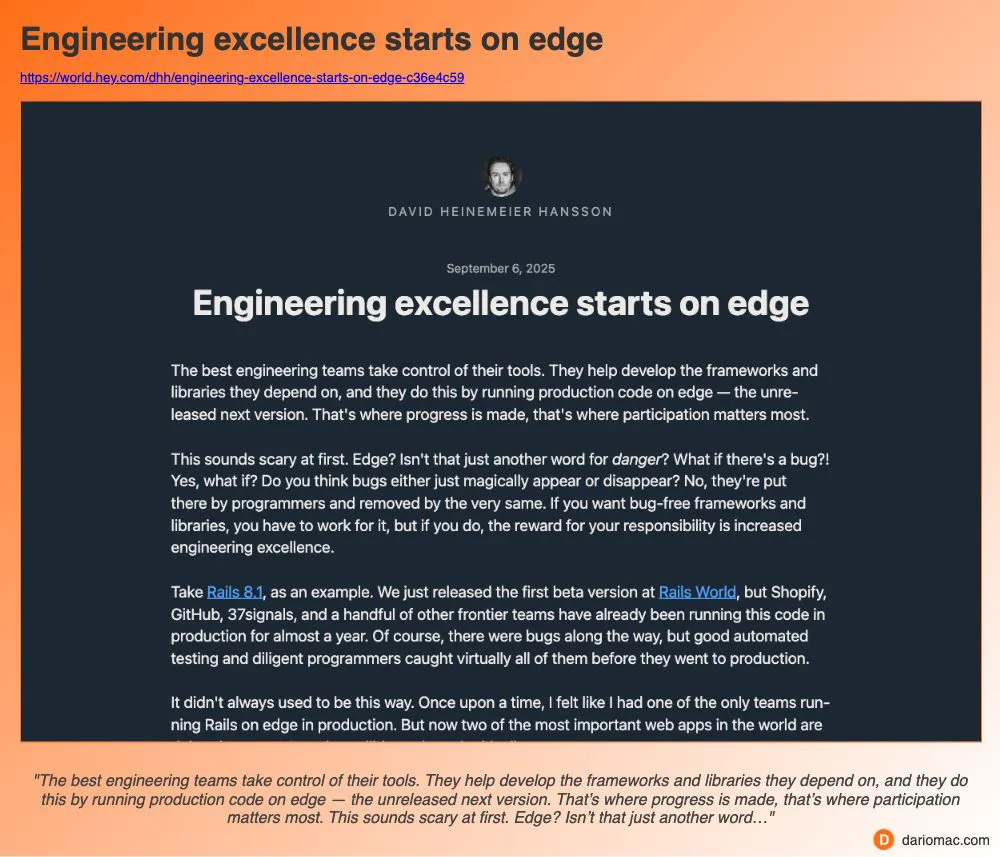 Engineering excellence starts on edge
https://world.hey.com/dhh/engineering-excellence-starts-on-edge-c36e4c59
DAVID HEINEMEIER HANSSON
September 6, 2025
Engineering excellence starts on edge
The best engineering teams take control of their tools. They help develop the frameworks and
libraries they depend on, and they do this by running production code on edge — the unre-
leased next version. That's where progress is made, that's where participation matters most.
This sounds scary at first. Edge? Isn't that just another word for danger? What if there's a bug?!
Yes, what if? Do you think bugs either just magically appear or disappear? No, they're put
there by programmers and removed by the very same. If you want bug-free frameworks and
libraries, you have to work for it, but if you do, the reward for your responsibility is increased
engineering excellence.
Take Rails 8.1, as an example. We just released the first beta version at Rails World, but Shopify,
GitHub, 37signals, and a handful of other frontier teams have already been running this code in
production for almost a year. Of course, there were bugs along the way, but good automated
testing and diligent programmers caught virtually all of them before they went to production.
It didn't always used to be this way. Once upon a time, I felt like I had one of the only teams run-
ning Rails on edge in production. But now two of the most important web apps in the world are
"The best engineering teams take control of their tools. They help develop the frameworks and libraries they depend on, and they do
this by running production code on edge — the unreleased next version. That's where progress is made, that's where participation
matters most. This sounds scary at first. Edge? Isn't that just another word…"
D dariomac.com